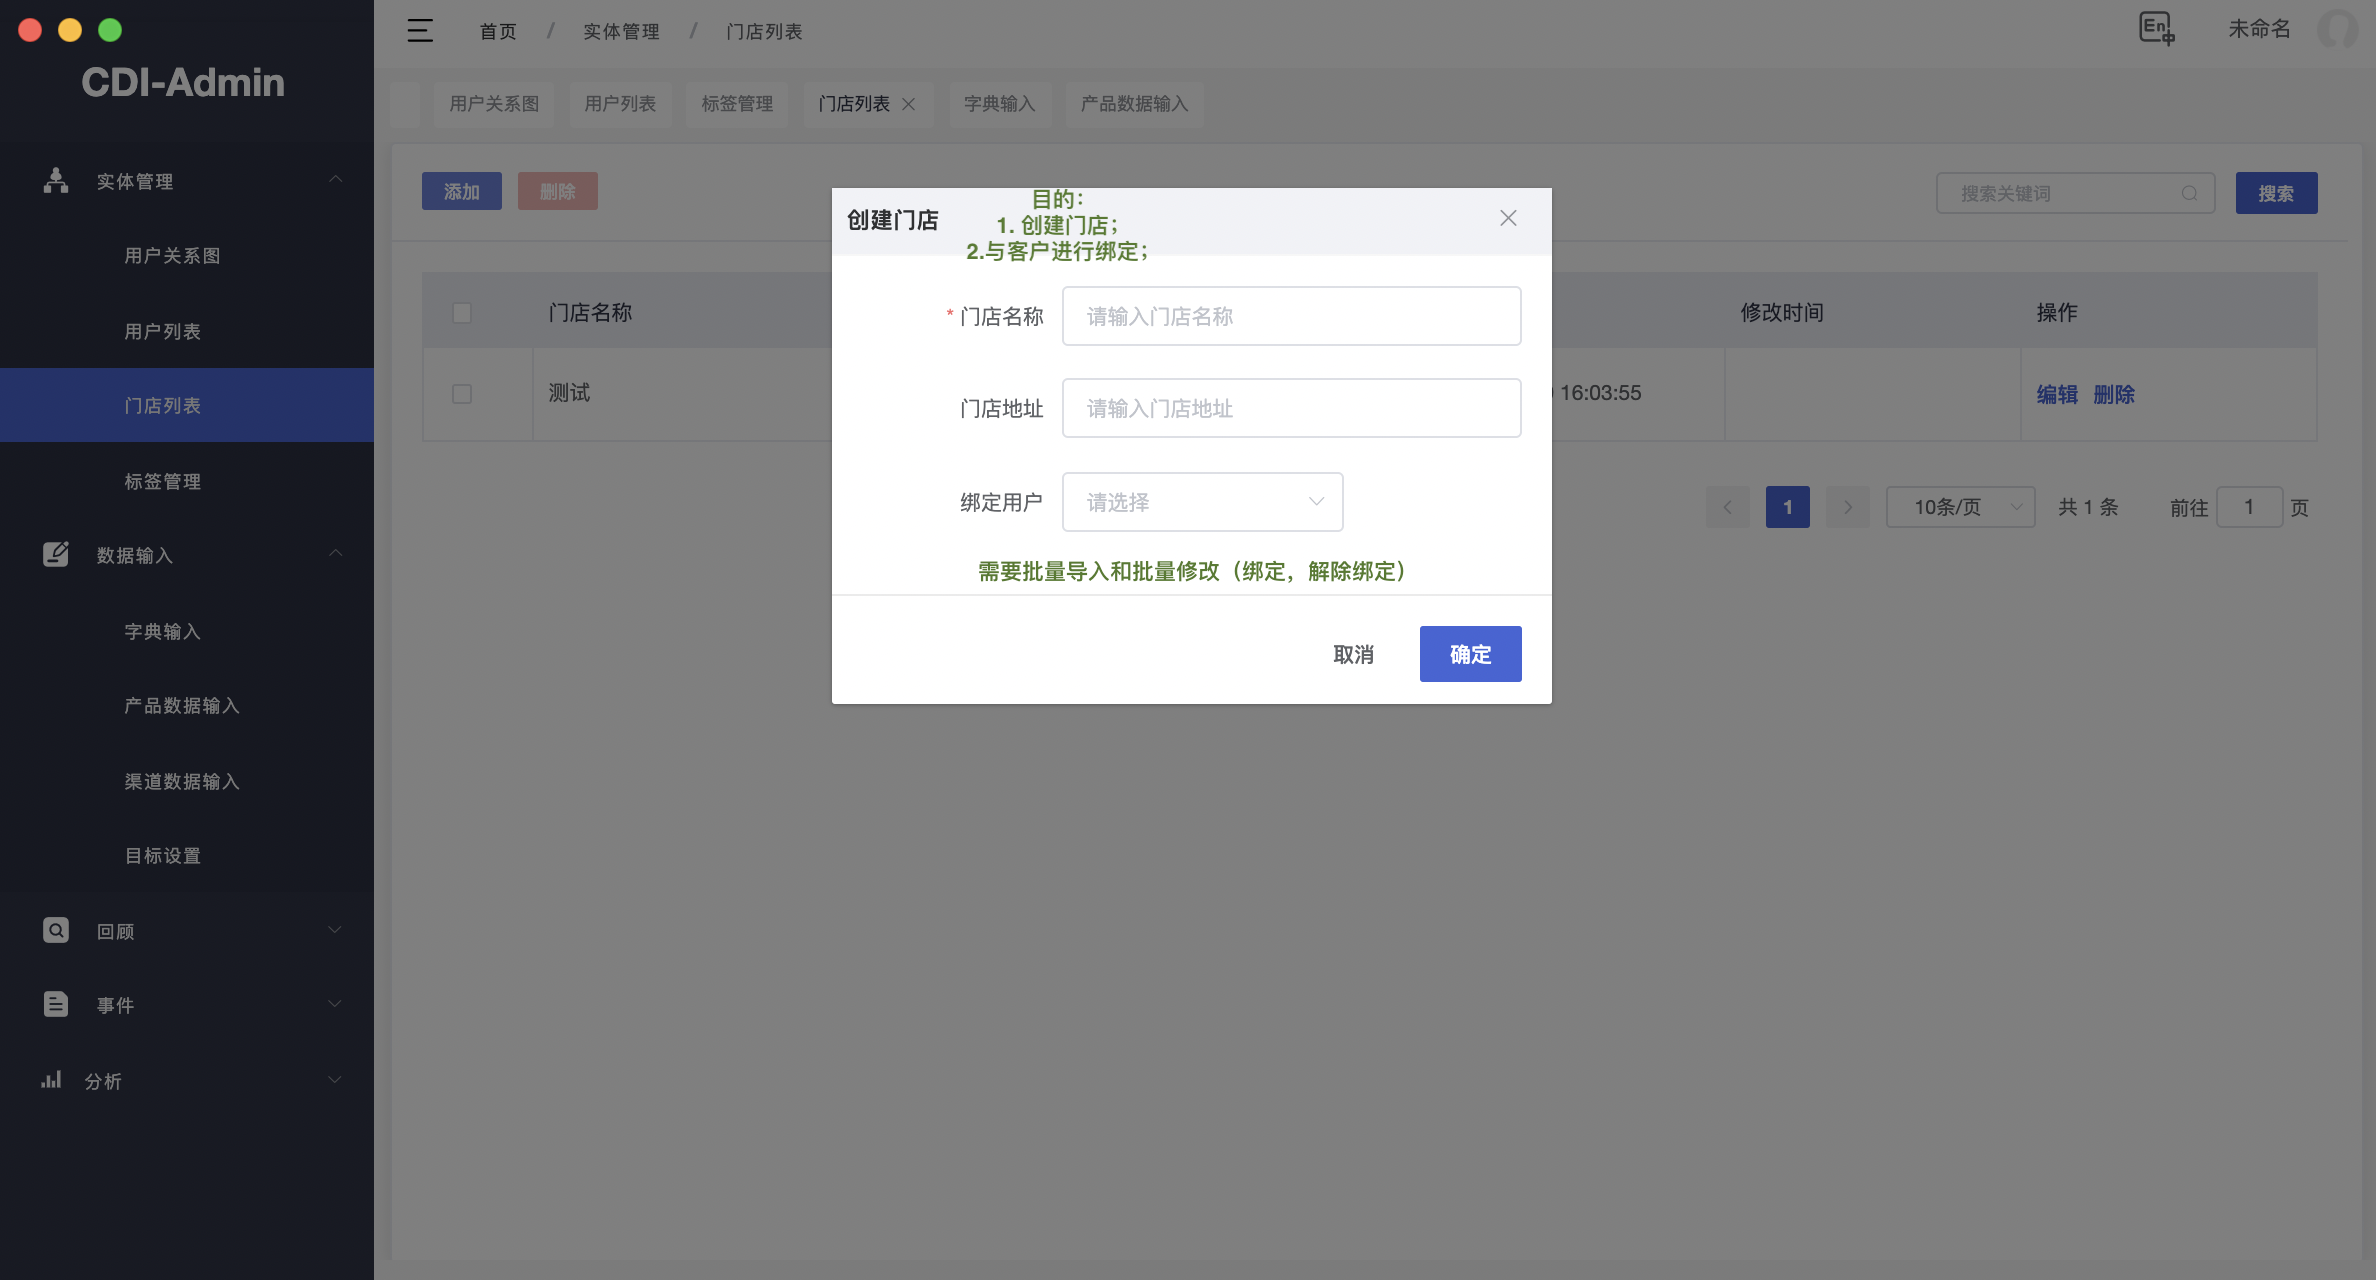 CDI-Admin
实体管理
用户关系图
用户列表
门店列表
标签管理
数据输入
字典输入
产品数据输入
渠道数据输入
目标设置
回顾
事件
分析
首页 / 实体管理 / 门店列表
En
未命名
用户关系图 用户列表 标签管理 门店列表 字典输入 产品数据输入
添加 删除
搜索关键词 搜索
门店名称 修改时间 操作
测试 16:03:55 编辑 删除
1 10条/页 共 1 条 前往 1 页
创建门店
目的：
1. 创建门店；
2.与客户进行绑定；
* 门店名称 请输入门店名称
门店地址 请输入门店地址
绑定用户 请选择
需要批量导入和批量修改（绑定，解除绑定）
取消 确定